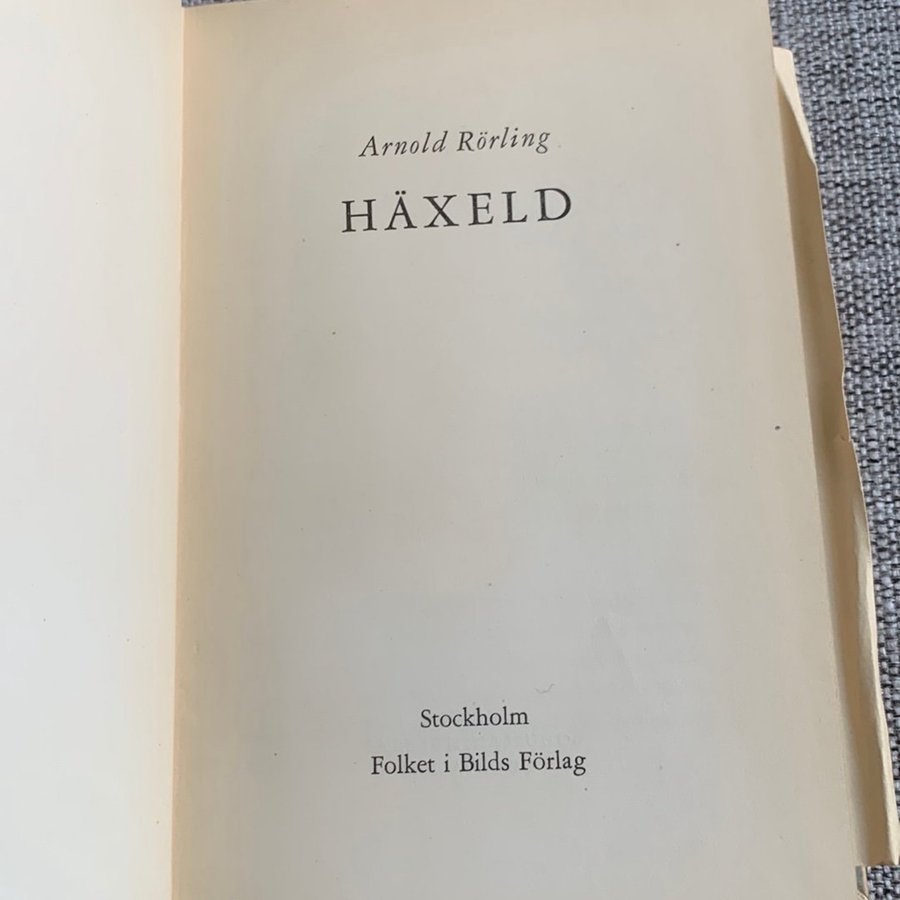 Arnold Rörling
HÄXELD
Stockholm
Folket i Bilds Förlag